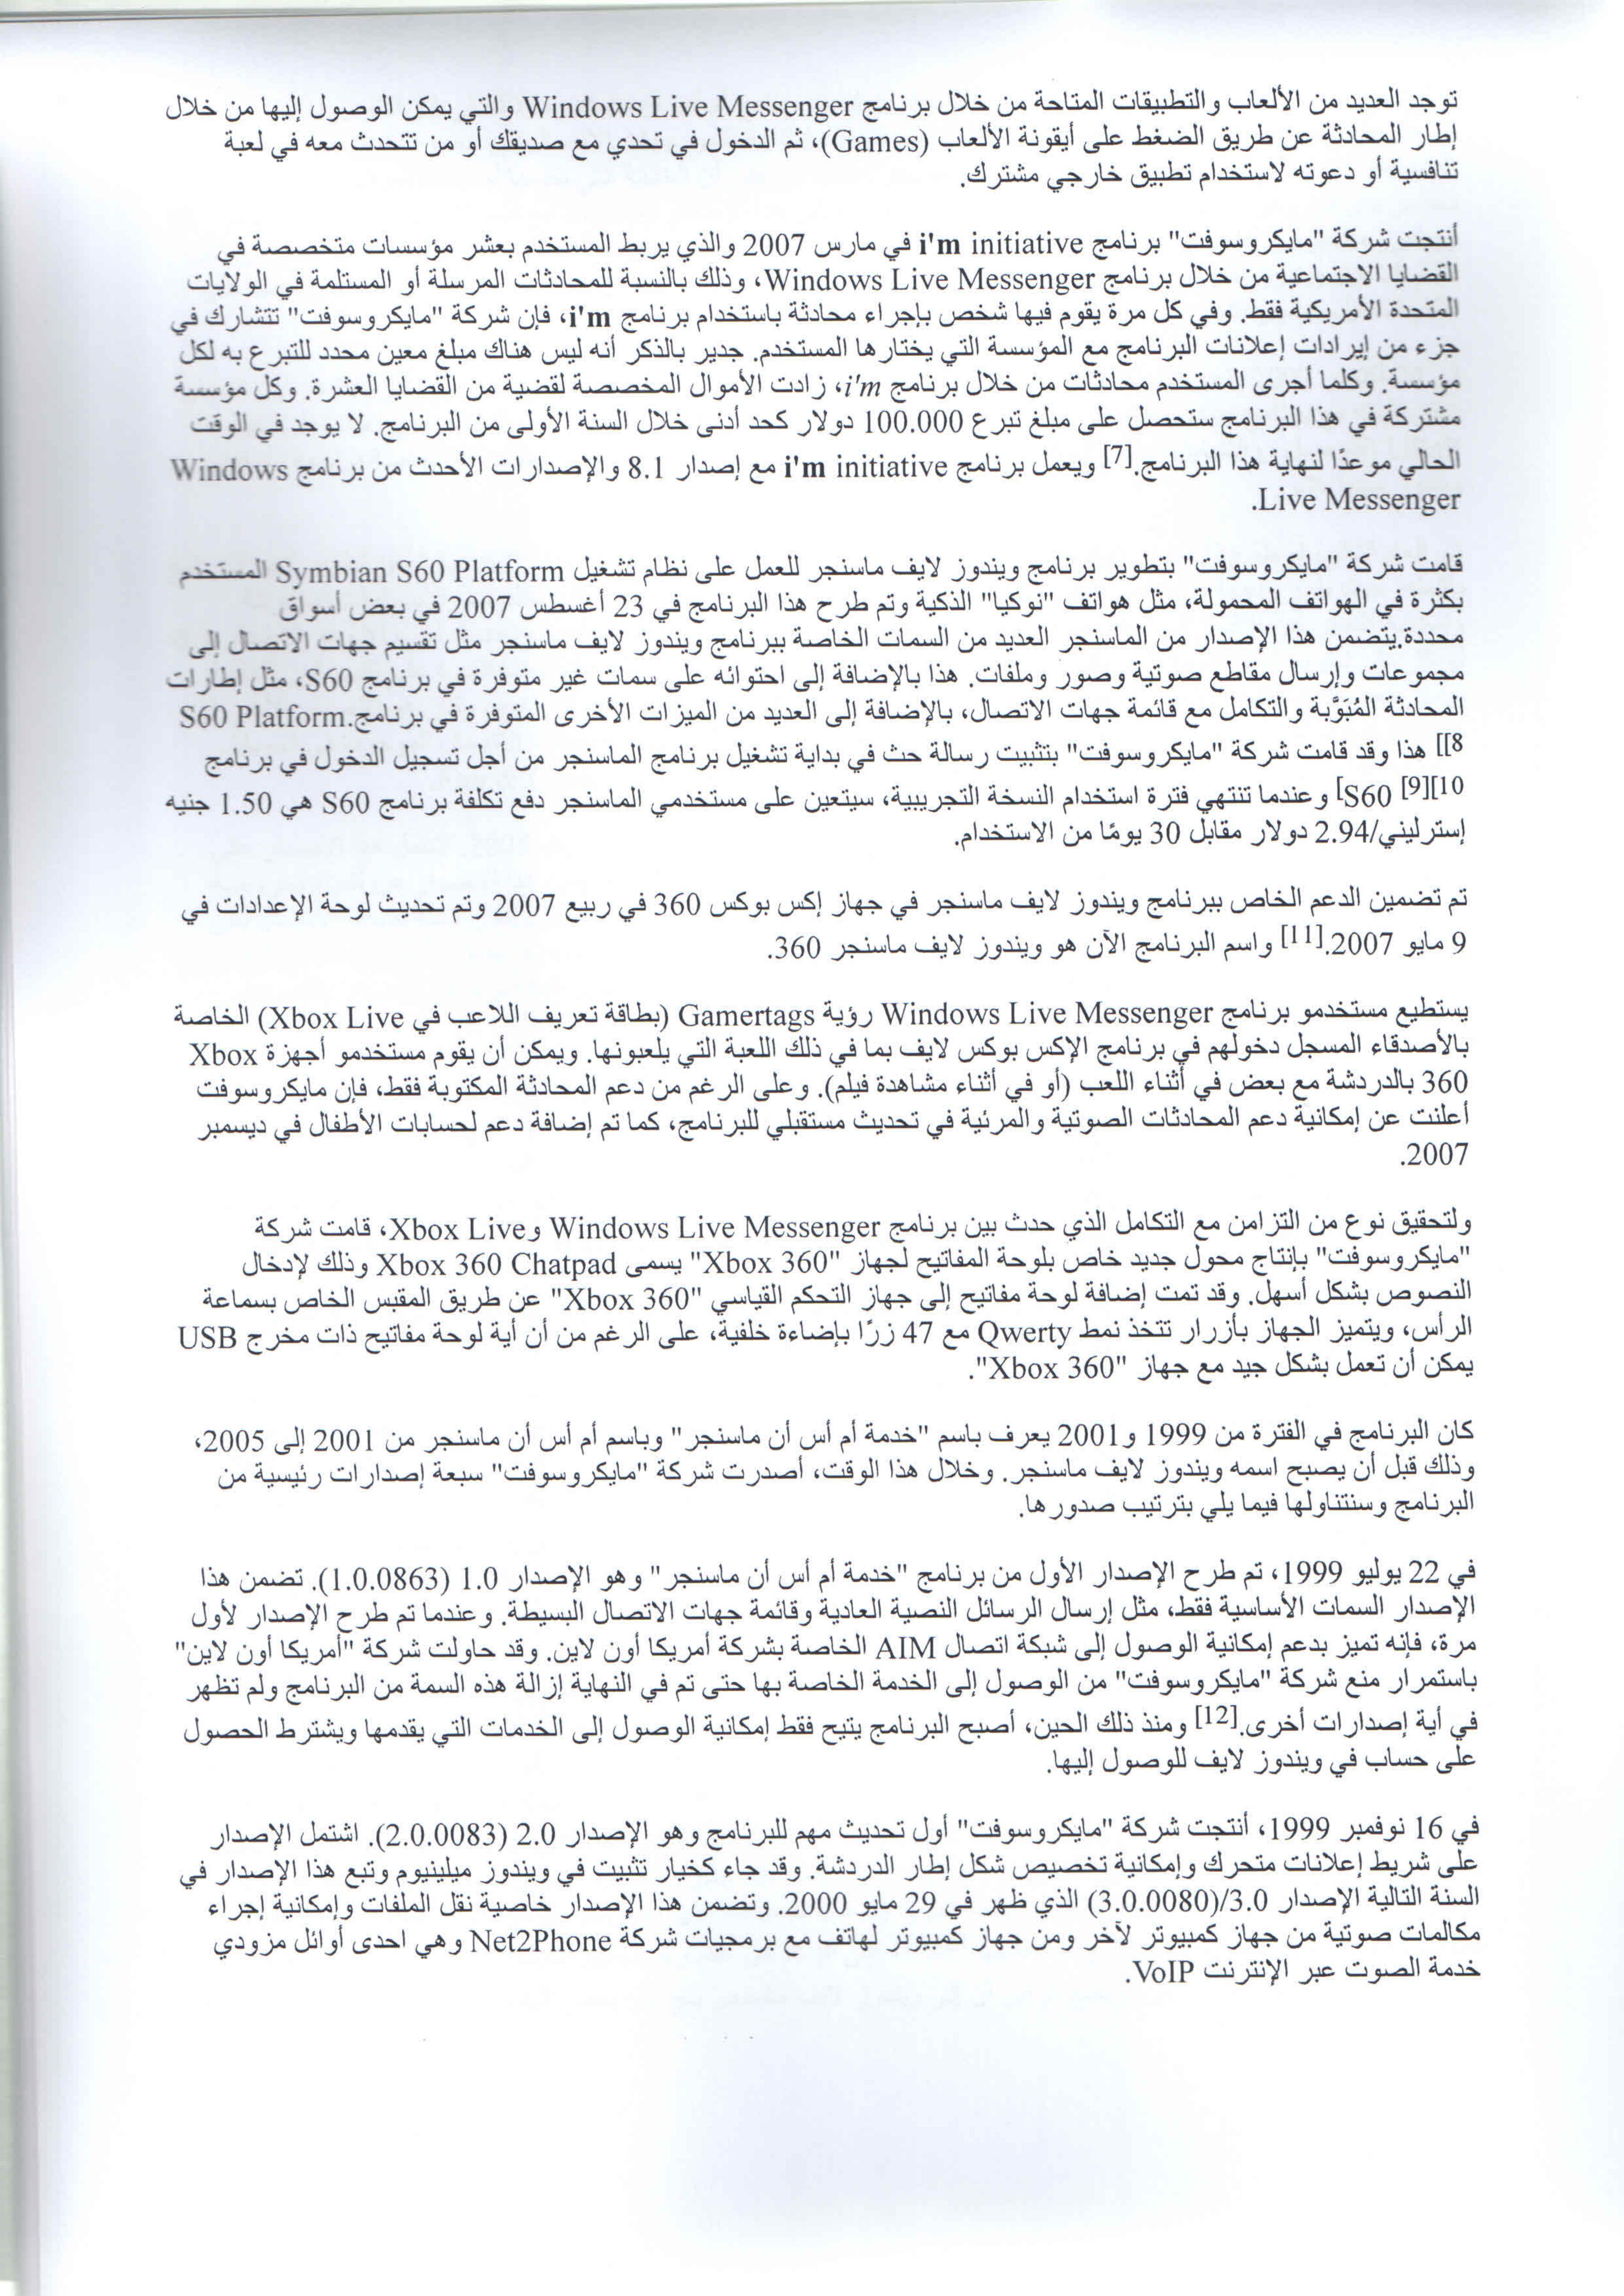 توجد العديد من الألعاب والتطبيقات المتاحة من خلال برنامج Windows Live Messenger والتي يمكن الوصول إليها من خلال
إطار المحادثة عن طريق الضغط على أيقونة الألعاب (Games)، ثم الدخول في تحدي مع صديقك أو من تتحدث معه في لعبة
تنافسية أو دعوته لاستخدام تطبيق خارجي مشترك.
أنتجت شركة "مايكروسوفت" برنامج i'm initiative في مارس 2007 والذي يربط المستخدم بعشر مؤسسات متخصصة في
القضايا الاجتماعية من خلال برنامج Windows Live Messenger، وذلك بالنسبة للمحادثات المرسلة أو المستلمة في الولايات
المتحدة الأمريكية فقط. وفي كل مرة يقوم فيها شخص بإجراء محادثة باستخدام برنامج i'm، فإن شركة "مايكروسوفت" تتشارك في
جزء من إيرادات إعلانات البرنامج مع المؤسسة التي يختارها المستخدم. جدير بالذكر أنه ليس هناك مبلغ معين محدد للتبرع به لكل
مؤسسة. وكلما أجرى المستخدم محادثات من خلال برنامج i'm، زادت الأموال المخصصة لقضية من القضايا العشرة. وكل مؤسسة
مشتركة في هذا البرنامج ستحصل على مبلغ تبرع 100.000 دولار كحد أدنى خلال السنة الأولى من البرنامج. لا يوجد في الوقت
الحالي موعدًا لنهاية هذا البرنامج.[7] ويعمل برنامج i'm initiative مع إصدار 8.1 والإصدارات الأحدث من برنامج Windows
Live Messenger.
قامت شركة "مايكروسوفت" بتطوير برنامج ويندوز لايف ماسنجر للعمل على نظام تشغيل Symbian S60 Platform المستخدم
بكثرة في الهواتف المحمولة، مثل هواتف "نوكيا" الذكية وتم طرح هذا البرنامج في 23 أغسطس 2007 في بعض أسواق
محددة.يتضمن هذا الإصدار من الماسنجر العديد من السمات الخاصة ببرنامج ويندوز لايف ماسنجر مثل تقسيم جهات الاتصال إلى
مجموعات وإرسال مقاطع صوتية وصور وملفات. هذا بالإضافة إلى احتوائه على سمات غير متوفرة في برنامج S60، مثل إطارات
المحادثة المُبَوَّبة والتكامل مع قائمة جهات الاتصال، بالإضافة إلى العديد من الميزات الأخرى المتوفرة في برنامج.S60 Platform
8]] هذا وقد قامت شركة "مايكروسوفت" بتثبيت رسالة حث في بداية تشغيل برنامج الماسنجر من أجل تسجيل الدخول في برنامج
S60 [9][10] وعندما تنتهي فترة استخدام النسخة التجريبية، سيتعين على مستخدمي الماسنجر دفع تكلفة برنامج S60 هي 1.50 جنيه
إسترليني/2.94 دولار مقابل 30 يومًا من الاستخدام.
تم تضمين الدعم الخاص ببرنامج ويندوز لايف ماسنجر في جهاز إكس بوكس 360 في ربيع 2007 وتم تحديث لوحة الإعدادات في
9 مايو 2007.[11] واسم البرنامج الآن هو ويندوز لايف ماسنجر 360.
يستطيع مستخدمو برنامج Windows Live Messenger رؤية Gamertags (بطاقة تعريف اللاعب في Xbox Live) الخاصة
بالأصدقاء المسجل دخولهم في برنامج الإكس بوكس لايف بما في ذلك اللعبة التي يلعبونها. ويمكن أن يقوم مستخدمو أجهزة Xbox
360 بالدردشة مع بعض في أثناء اللعب (أو في أثناء مشاهدة فيلم). وعلى الرغم من دعم المحادثة المكتوبة فقط، فإن مايكروسوفت
أعلنت عن إمكانية دعم المحادثات الصوتية والمرئية في تحديث مستقبلي للبرنامج، كما تم إضافة دعم لحسابات الأطفال في ديسمبر
2007.
ولتحقيق نوع من التزامن مع التكامل الذي حدث بين برنامج Windows Live Messenger وXbox Live، قامت شركة
"مايكروسوفت" بإنتاج محول جديد خاص بلوحة المفاتيح لجهاز "Xbox 360" يسمى Xbox 360 Chatpad وذلك لإدخال
النصوص بشكل أسهل. وقد تمت إضافة لوحة مفاتيح إلى جهاز التحكم القياسي "Xbox 360" عن طريق المقبس الخاص بسماعة
الرأس، ويتميز الجهاز بأزرار تتخذ نمط Qwerty مع 47 زرًا بإضاءة خلفية، على الرغم من أن أية لوحة مفاتيح ذات مخرج USB
يمكن أن تعمل بشكل جيد مع جهاز "Xbox 360".
كان البرنامج في الفترة من 1999 و2001 يعرف باسم "خدمة أم أس أن ماسنجر" وباسم أم أس أن ماسنجر من 2001 إلى 2005،
وذلك قبل أن يصبح اسمه ويندوز لايف ماسنجر. وخلال هذا الوقت، أصدرت شركة "مايكروسوفت" سبعة إصدارات رئيسية من
البرنامج وسنتناولها فيما يلي بترتيب صدورها.
في 22 يوليو 1999، تم طرح الإصدار الأول من برنامج "خدمة أم أس أن ماسنجر" وهو الإصدار 1.0 (1.0.0863). تضمن هذا
الإصدار السمات الأساسية فقط، مثل إرسال الرسائل النصية العادية وقائمة جهات الاتصال البسيطة. وعندما تم طرح الإصدار لأول
مرة، فإنه تميز بدعم إمكانية الوصول إلى شبكة اتصال AIM الخاصة بشركة أمريكا أون لاين. وقد حاولت شركة "أمريكا أون لاين"
باستمرار منع شركة "مايكروسوفت" من الوصول إلى الخدمة الخاصة بها حتى تم في النهاية إزالة هذه السمة من البرنامج ولم تظهر
في أية إصدارات أخرى.[12] ومنذ ذلك الحين، أصبح البرنامج يتيح فقط إمكانية الوصول إلى الخدمات التي يقدمها ويشترط الحصول
على حساب في ويندوز لايف للوصول إليها.
في 16 نوفمبر 1999، أنتجت شركة "مايكروسوفت" أول تحديث مهم للبرنامج وهو الإصدار 2.0 (2.0.0083). اشتمل الإصدار
على شريط إعلانات متحرك وإمكانية تخصيص شكل إطار الدردشة. وقد جاء كخيار تثبيت في ويندوز ميلينيوم وتبع هذا الإصدار في
السنة التالية الإصدار 3.0/(3.0.0080) الذي ظهر في 29 مايو 2000. وتضمن هذا الإصدار خاصية نقل الملفات وإمكانية إجراء
مكالمات صوتية من جهاز كمبيوتر لآخر ومن جهاز كمبيوتر لهاتف مع برمجيات شركة Net2Phone وهي احدى أوائل مزودي
خدمة الصوت عبر الإنترنت VoIP.